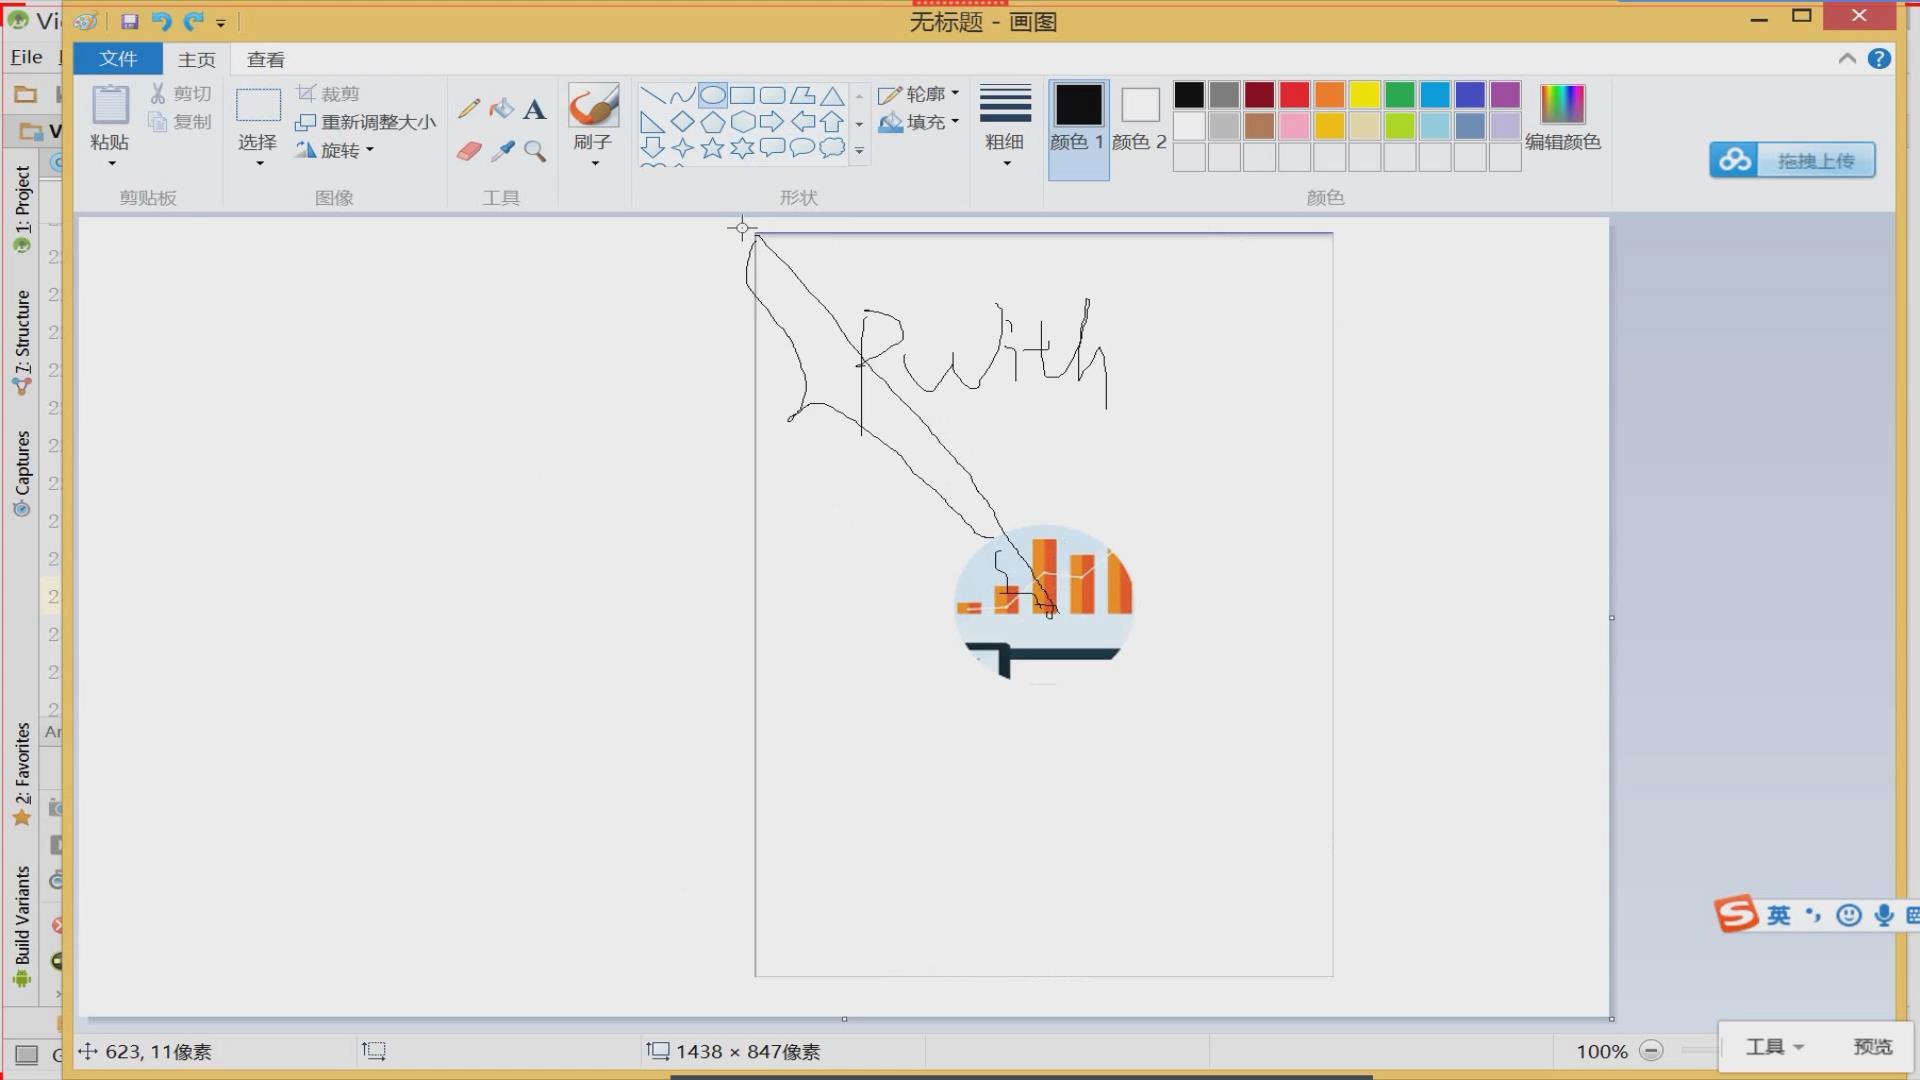 Vi
无标题 - 画图
File
文件 主页 查看
粘贴
剪切
复制
剪贴板
选择
裁剪
重新调整大小
旋转
图像
A
工具
刷子
形状
轮廓
填充
粗细
颜色 1
颜色 2
编辑颜色
颜色
拖拽上传
1: Project
7: Structure
Captures
2: Favorites
Build Variants
PWith
英
623, 11像素
1438 × 847像素
100%
工具 预览